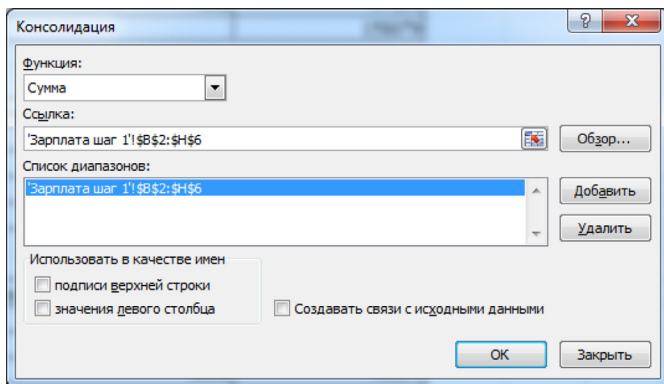 Консолидация
Функция:
Сумма
Ссылка:
'Зарплата шаг 1'!$B$2:$H$6
Обзор...
Список диапазонов:
'Зарплата шаг 1'!$B$2:$H$6
Добавить
Удалить
Использовать в качестве имен
подписи верхней строки
значения левого столбца
Создавать связи с исходными данными
ОК
Закрыть